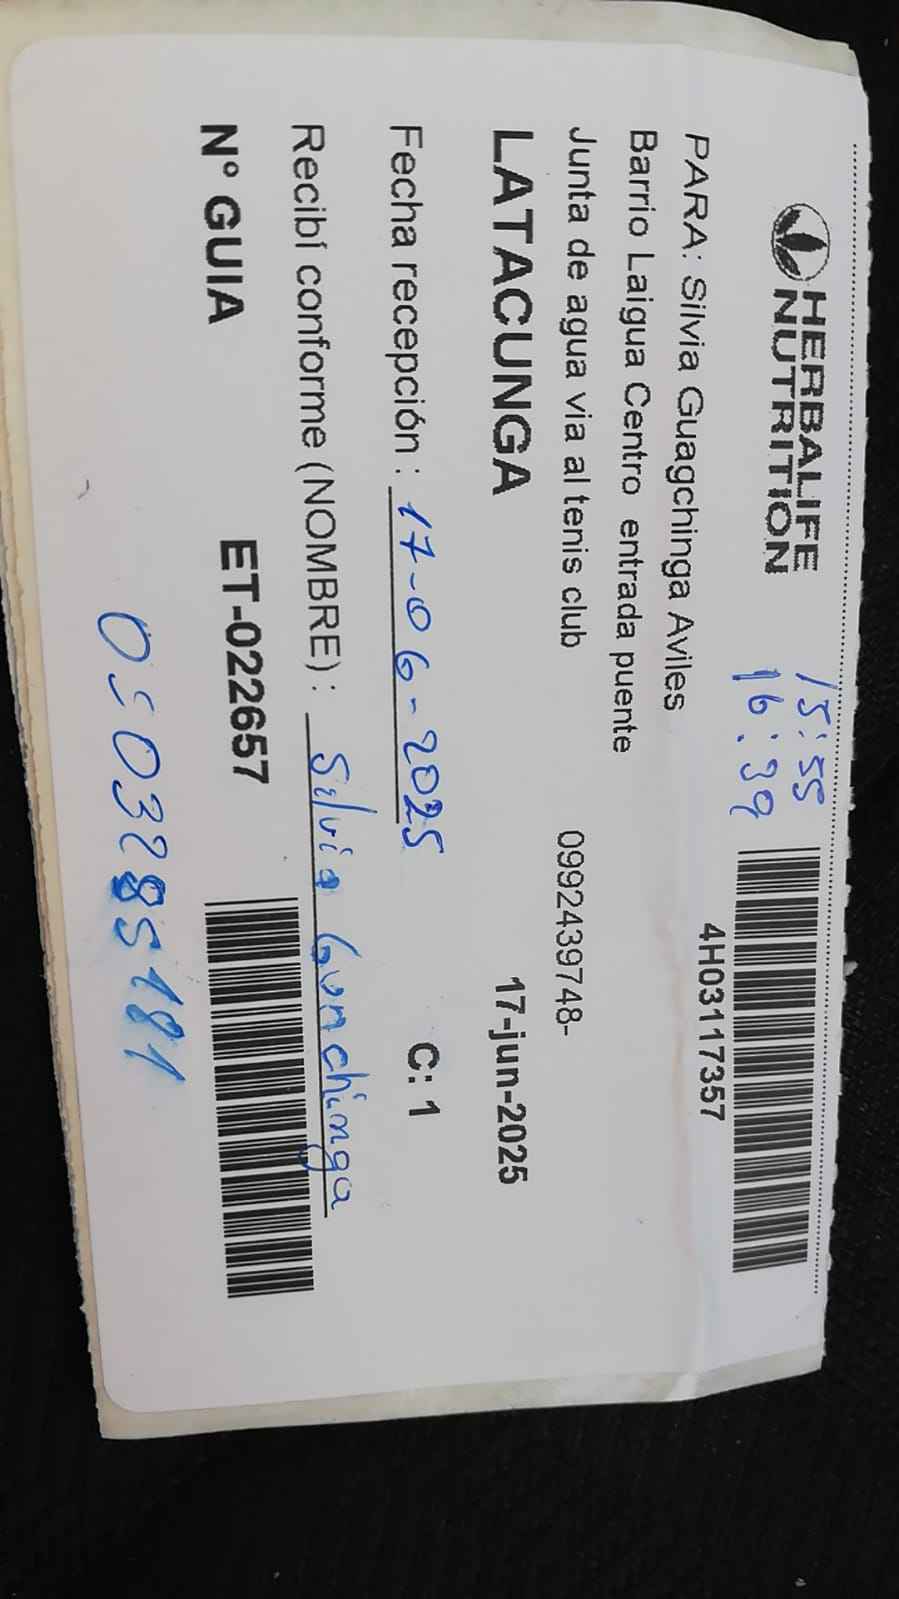 HERBALIFE
NUTRITION
15:55
16:39
4H03117357
PARA: Silvia Guagchinga Aviles
Barrio Laigua Centro entrada puente
Junta de agua via al tenis club 0992439748-
LATACUNGA 17-jun-2025
Fecha recepción: 17-06-2025 C: 1
Recibí conforme (NOMBRE): Silvia Guachinga
N° GUIA ET-022657